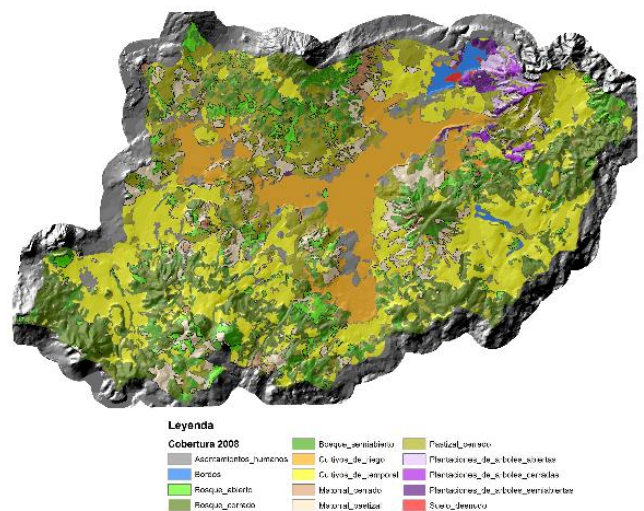 Leyenda
Cobertura 2008
Asentamientos_humanos
Bordos
Bosque_abierto
Bosque_cerrado
Bosque_semiabierto
Cultivos_de_riego
Cultivos_de_temporal
Matorral_cerrado
Matorral_pastizal
Pastizal_cerrado
Plantaciones_de_arboles_abiertas
Plantaciones_de_arboles_cerradas
Plantaciones_de_arboles_semiabiertas
Suelo_desnudo